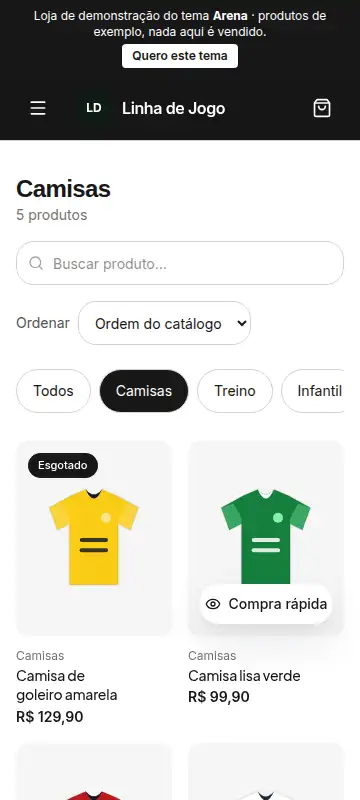 Loja de demonstração do tema Arena · produtos de
exemplo, nada aqui é vendido.
Quero este tema
LD
Linha de Jogo
Camisas
5 produtos
Buscar produto...
Ordenar
Ordem do catálogo
Todos
Camisas
Treino
Infantil
Esgotado
Compra rápida
Camisas
Camisa de
goleiro amarela
R$ 129,90
Camisas
Camisa lisa verde
R$ 99,90